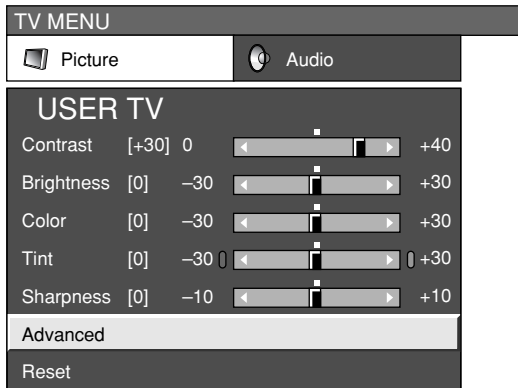 TV MENU
Picture Audio
USER TV
Contrast [+30] 0 +40
Brightness [0] –30 +30
Color [0] –30 +30
Tint [0] –30 +30
Sharpness [0] –10 +10
Advanced
Reset